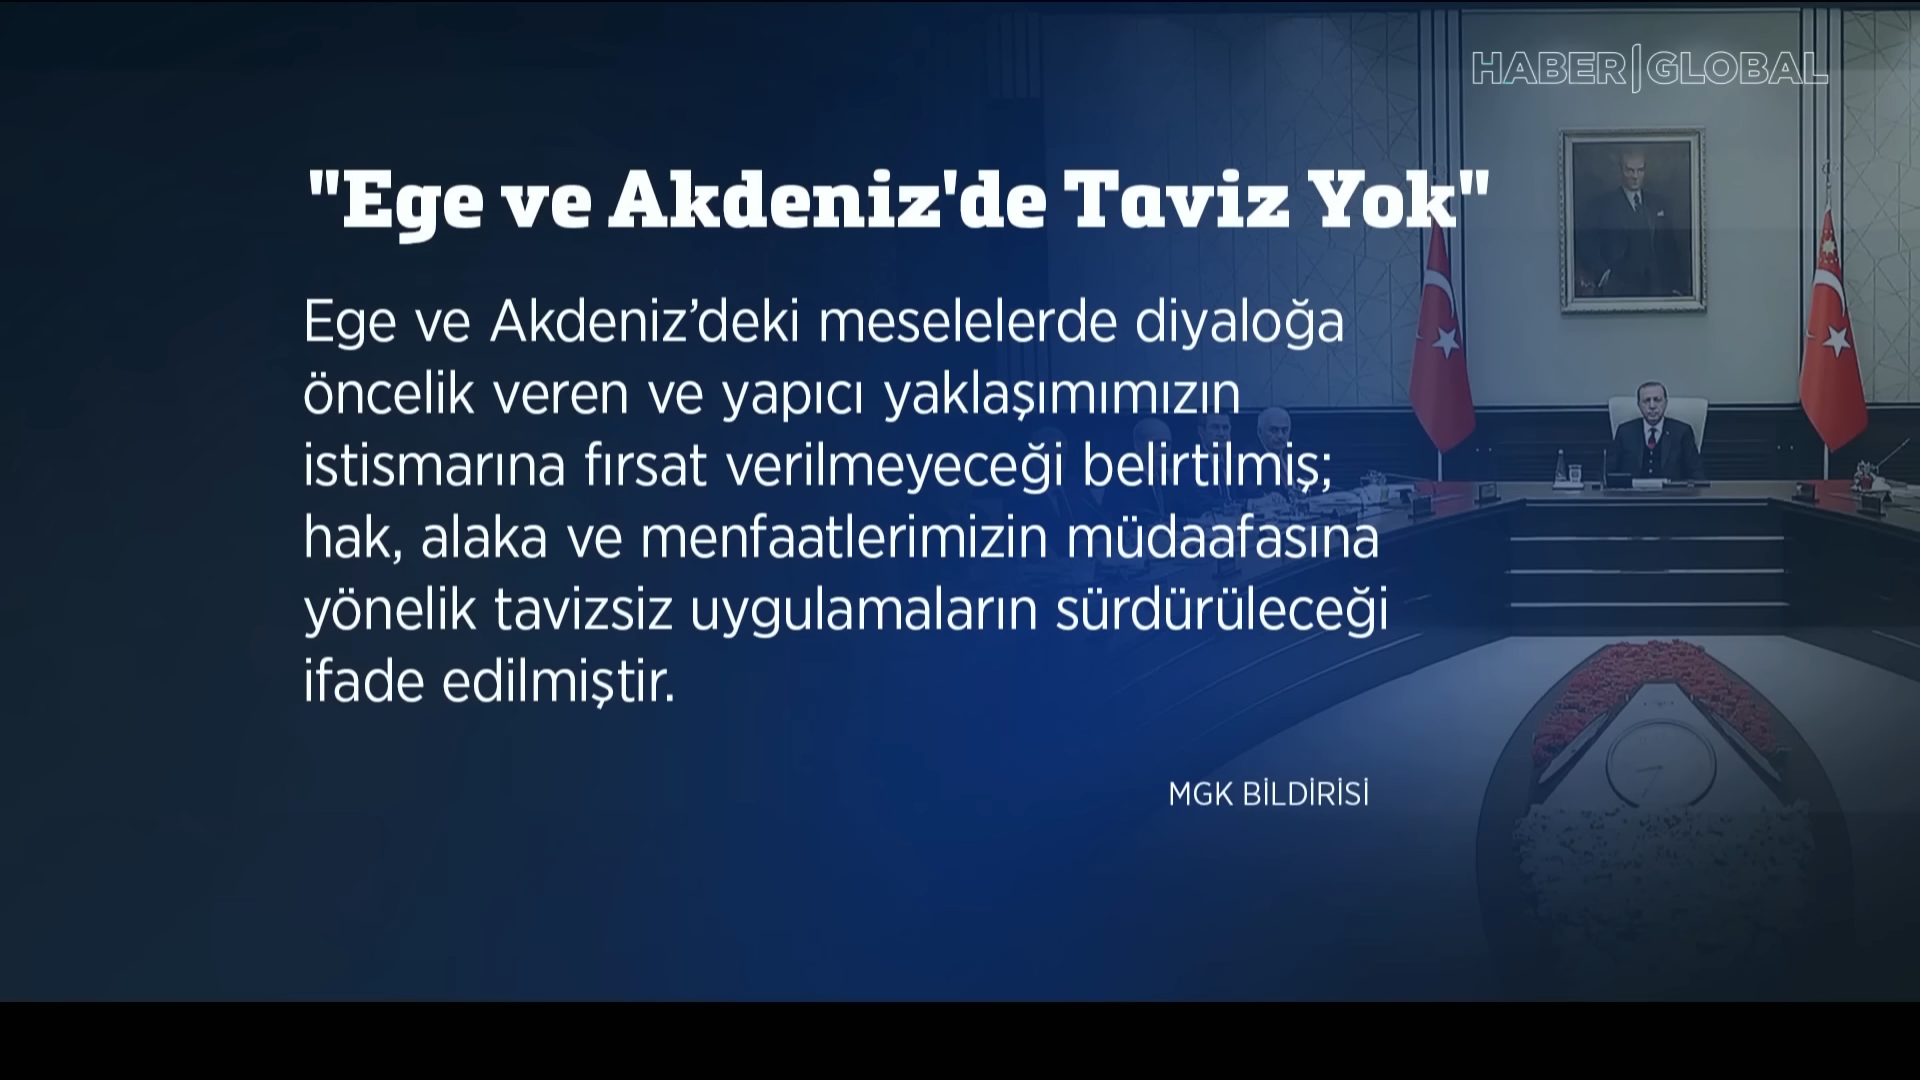 HABER|GLOBAL
"Ege ve Akdeniz'de Taviz Yok"
Ege ve Akdeniz’deki meselelerde diyaloğa
öncelik veren ve yapıcı yaklaşımımızın
istismarına fırsat verilmeyeceği belirtilmiş;
hak, alaka ve menfaatlerimizin müdaafasına
yönelik tavizsiz uygulamaların sürdürüleceği
ifade edilmiştir.
MGK BİLDİRİSİ